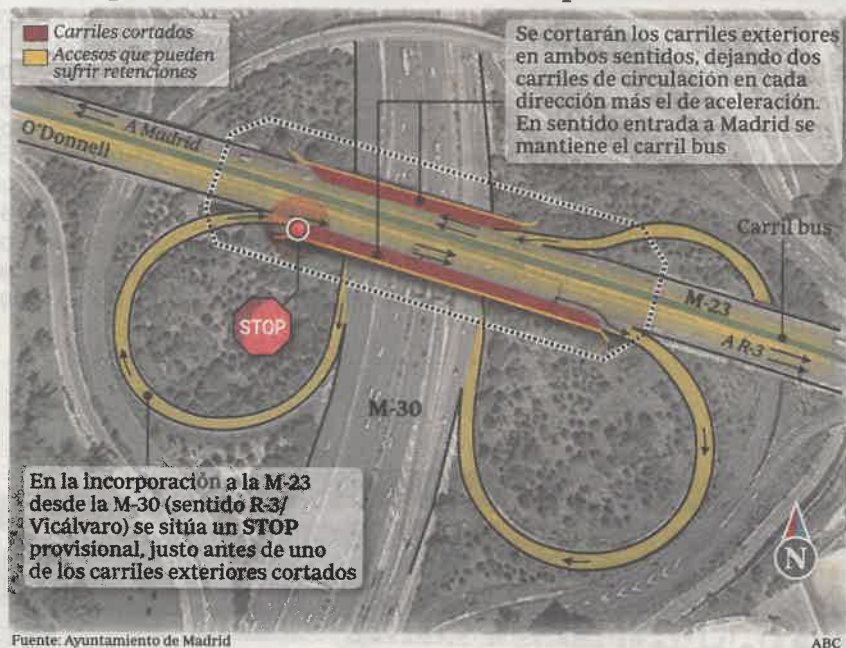 Carriles cortados
Accesos que pueden
sufrir retenciones
Se cortarán los carriles exteriores
en ambos sentidos, dejando dos
carriles de circulación en cada
dirección más el de aceleración.
En sentido entrada a Madrid se
mantiene el carril bus
A Madrid
O'Donnell
Carril bus
M-23
A R-3
STOP
M-30
En la incorporación a la M-23
desde la M-30 (sentido R-3/
Vicálvaro) se sitúa un STOP
provisional, justo antes de uno
de los carriles exteriores cortados
N
Fuente: Ayuntamiento de Madrid
ABC